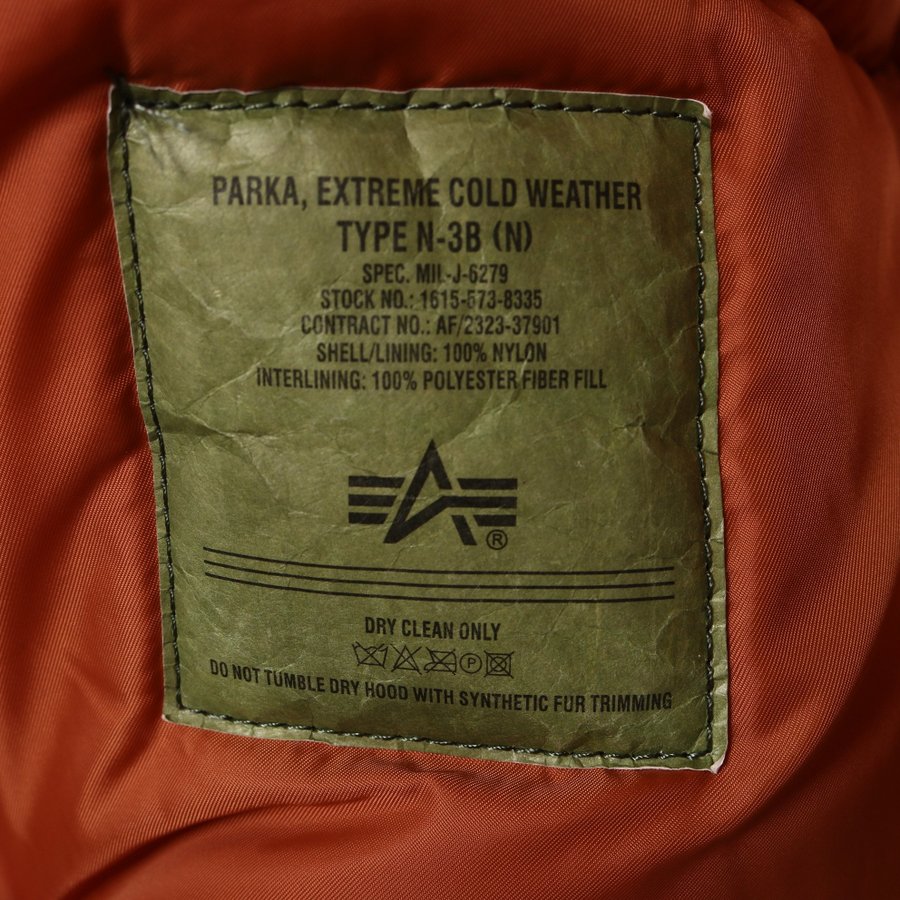 PARKA, EXTREME COLD WEATHER
TYPE N-3B (N)
SPEC. MIL-J-6279
STOCK NO.: 1615-573-8335
CONTRACT NO.: AF/2323-37901
SHELL/LINING: 100% NYLON
INTERLINING: 100% POLYESTER FIBER FILL
®
DRY CLEAN ONLY
P
DO NOT TUMBLE DRY HOOD WITH SYNTHETIC FUR TRIMMING